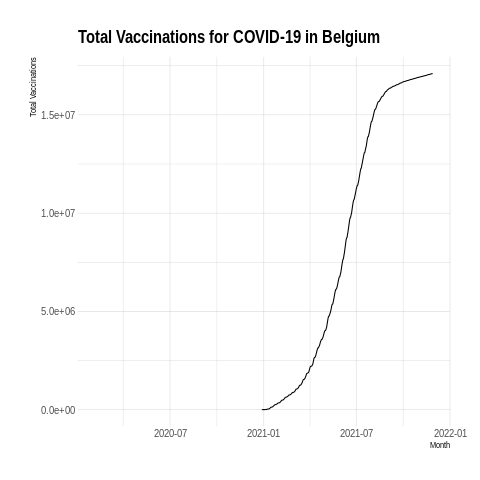 Total Vaccinations for COVID-19 in Belgium
Total Vaccinations
1.5e+07
1.0e+07
5.0e+06
0.0e+00
2020-07 2021-01 2021-07 2022-01
Month